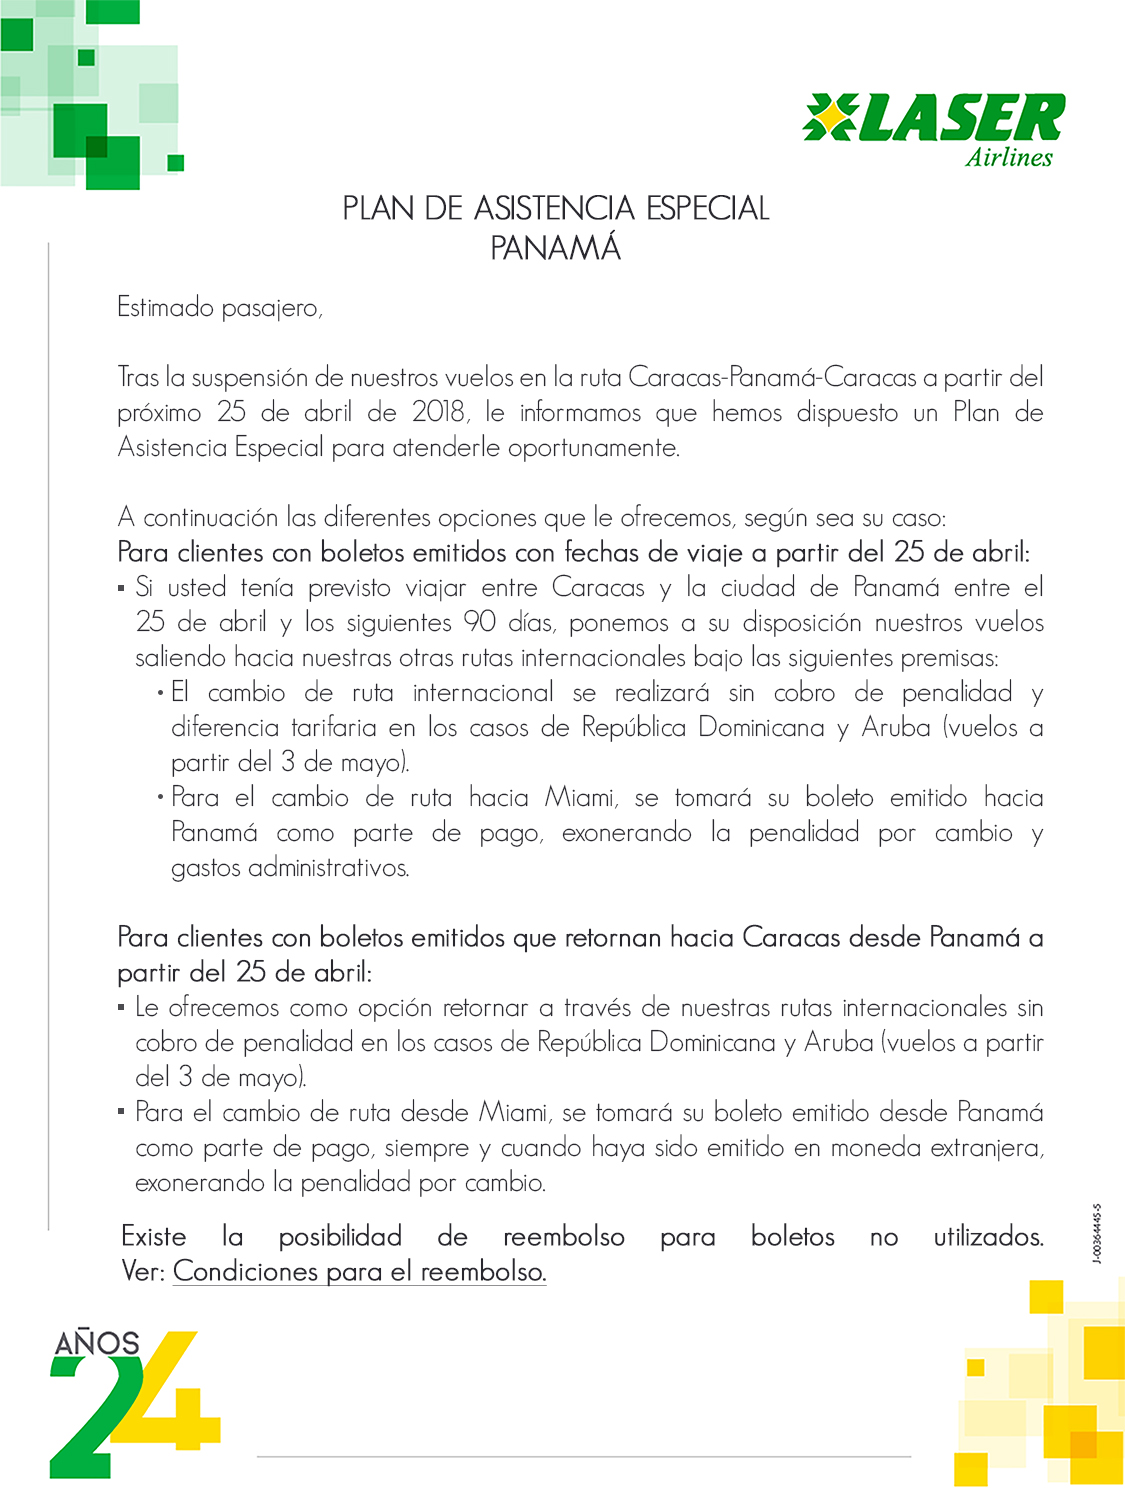 LASER
Airlines
PLAN DE ASISTENCIA ESPECIAL
PANAMÁ
Estimado pasajero,
Tras la suspensión de nuestros vuelos en la ruta Caracas-Panamá-Caracas a partir del
próximo 25 de abril de 2018, le informamos que hemos dispuesto un Plan de
Asistencia Especial para atenderle oportunamente.
A continuación las diferentes opciones que le ofrecemos, según sea su caso:
Para clientes con boletos emitidos con fechas de viaje a partir del 25 de abril:
▪ Si usted tenía previsto viajar entre Caracas y la ciudad de Panamá entre el
25 de abril y los siguientes 90 días, ponemos a su disposición nuestros vuelos
saliendo hacia nuestras otras rutas internacionales bajo las siguientes premisas:
• El cambio de ruta internacional se realizará sin cobro de penalidad y
diferencia tarifaria en los casos de República Dominicana y Aruba (vuelos a
partir del 3 de mayo).
• Para el cambio de ruta hacia Miami, se tomará su boleto emitido hacia
Panamá como parte de pago, exonerando la penalidad por cambio y
gastos administrativos.
Para clientes con boletos emitidos que retornan hacia Caracas desde Panamá a
partir del 25 de abril:
▪ Le ofrecemos como opción retornar a través de nuestras rutas internacionales sin
cobro de penalidad en los casos de República Dominicana y Aruba (vuelos a partir
del 3 de mayo).
▪ Para el cambio de ruta desde Miami, se tomará su boleto emitido desde Panamá
como parte de pago, siempre y cuando haya sido emitido en moneda extranjera,
exonerando la penalidad por cambio.
Existe la posibilidad de reembolso para boletos no utilizados.
Ver: Condiciones para el reembolso.
J-00364445-5
AÑOS
24